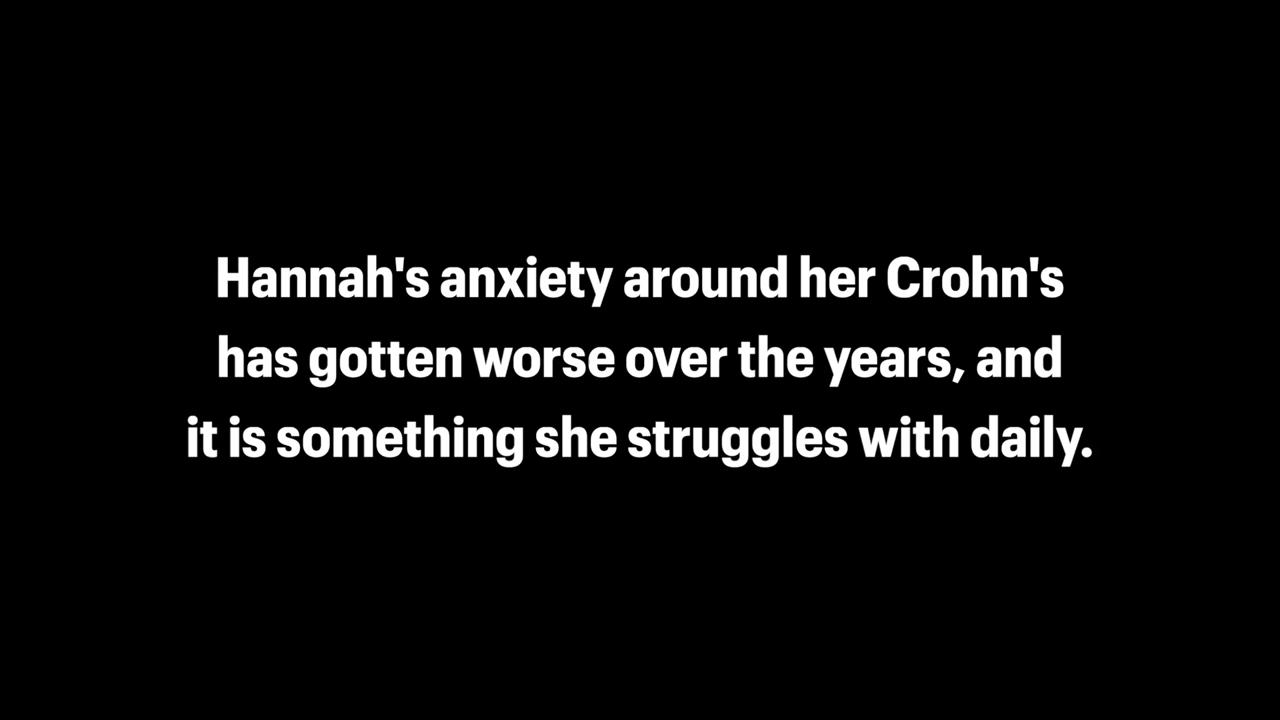 Hannah's anxiety around her Crohn's
has gotten worse over the years, and
it is something she struggles with daily.